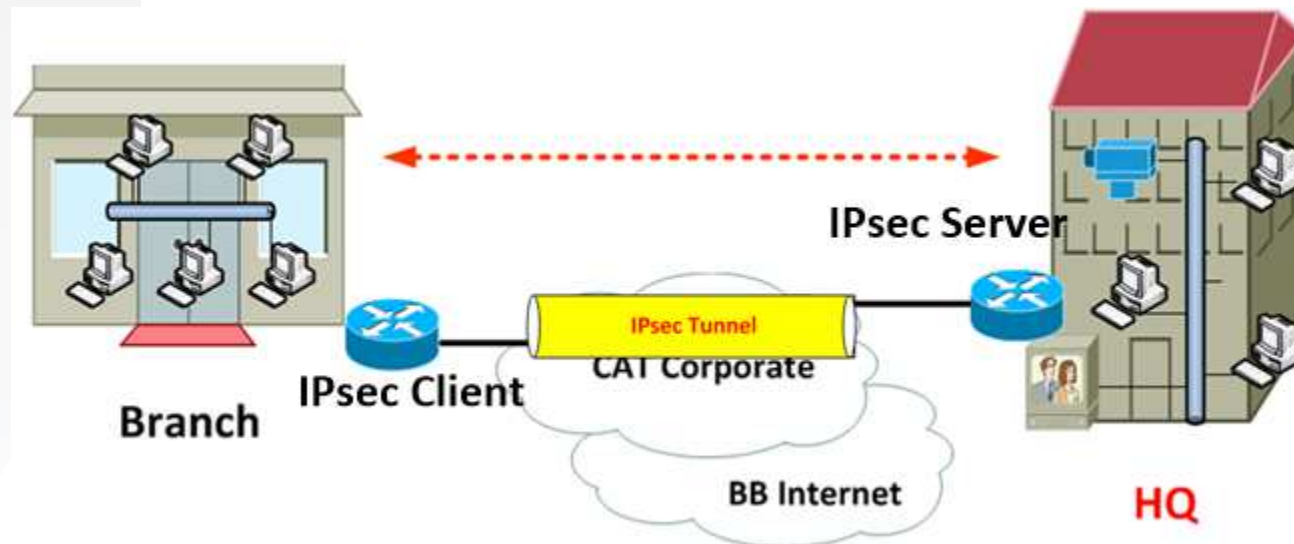 IPsec Server
IPsec Tunnel
CAT Corporate
IPsec Client
Branch
BB Internet
HQ